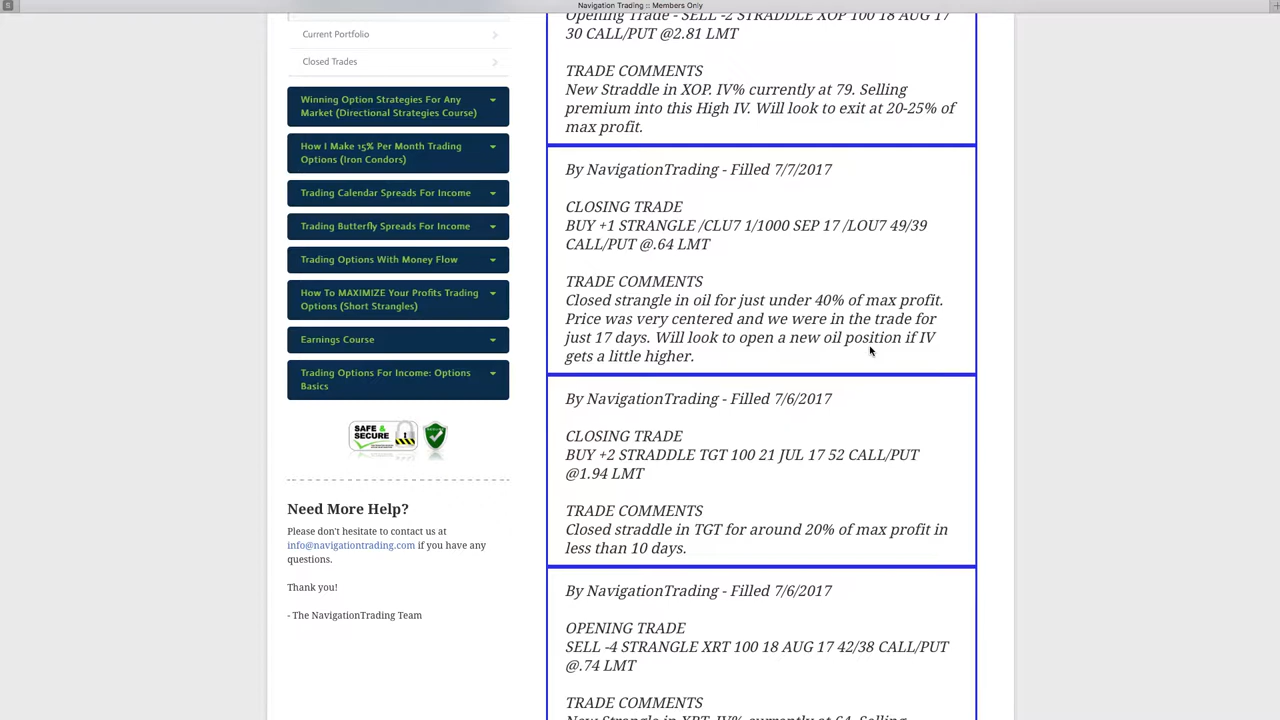 Navigation Trading :: Members Only
Current Portfolio
Closed Trades
Winning Option Strategies For Any
Market (Directional Strategies Course)
How I Make 15% Per Month Trading
Options (Iron Condors)
Trading Calendar Spreads For Income
Trading Butterfly Spreads For Income
Trading Options With Money Flow
How To MAXIMIZE Your Profits Trading
Options (Short Strangles)
Earnings Course
Trading Options For Income: Options
Basics
SAFE &
SECURE
Need More Help?
Please don't hesitate to contact us at
info@navigationtrading.com if you have any
questions.
Thank you!
- The NavigationTrading Team
Opening Trade - SELL -2 STRADDLE XOP 100 18 AUG 17
30 CALL/PUT @2.81 LMT
TRADE COMMENTS
New Straddle in XOP. IV% currently at 79. Selling
premium into this High IV. Will look to exit at 20-25% of
max profit.
By NavigationTrading - Filled 7/7/2017
CLOSING TRADE
BUY +1 STRANGLE /CLU7 1/1000 SEP 17 /LOU7 49/39
CALL/PUT @.64 LMT
TRADE COMMENTS
Closed strangle in oil for just under 40% of max profit.
Price was very centered and we were in the trade for
just 17 days. Will look to open a new oil position if IV
gets a little higher.
By NavigationTrading - Filled 7/6/2017
CLOSING TRADE
BUY +2 STRADDLE TGT 100 21 JUL 17 52 CALL/PUT
@1.94 LMT
TRADE COMMENTS
Closed straddle in TGT for around 20% of max profit in
less than 10 days.
By NavigationTrading - Filled 7/6/2017
OPENING TRADE
SELL -4 STRANGLE XRT 100 18 AUG 17 42/38 CALL/PUT
@.74 LMT
TRADE COMMENTS
New Strangle in XRT. IV% currently at 64. Selling